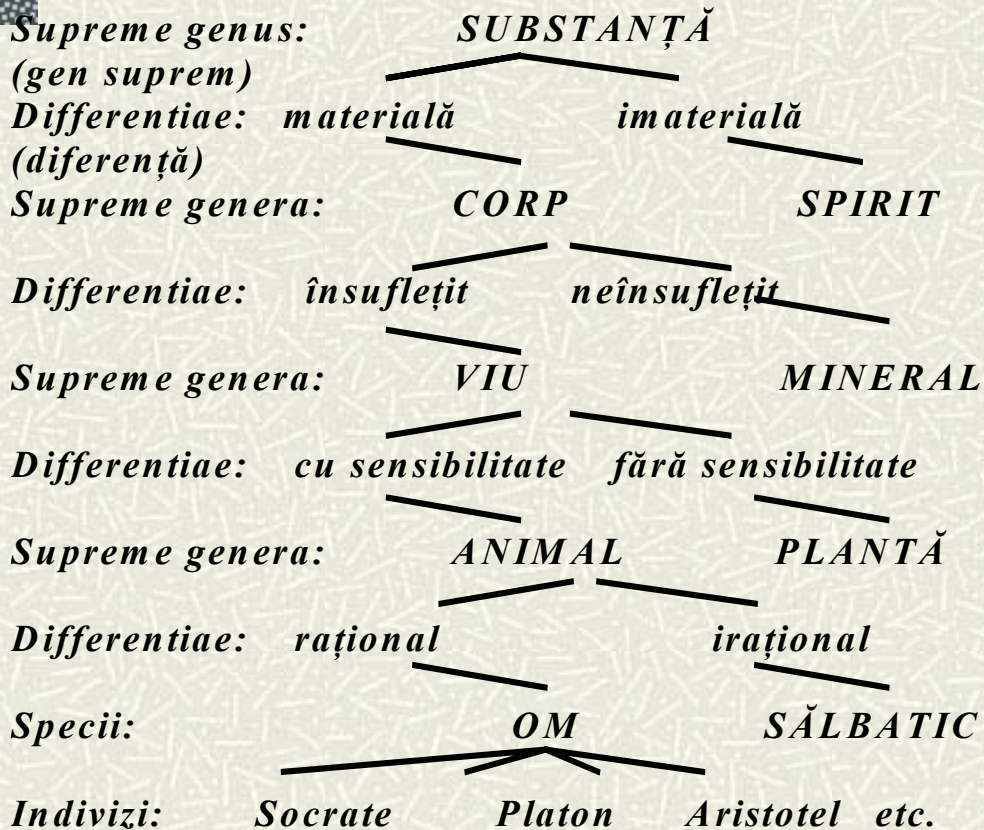 Supreme genus: SUBSTANȚĂ
(gen suprem)
Differentiae: materială imaterială
(diferență)
Supreme genera: CORP SPIRIT
Differentiae: însuflețit neînsuflețit
Supreme genera: VIU MINERAL
Differentiae: cu sensibilitate fără sensibilitate
Supreme genera: ANIMAL PLANTĂ
Differentiae: rațional irațional
Specii: OM SĂLBATIC
Indivizi: Socrate Platon Aristotel etc.